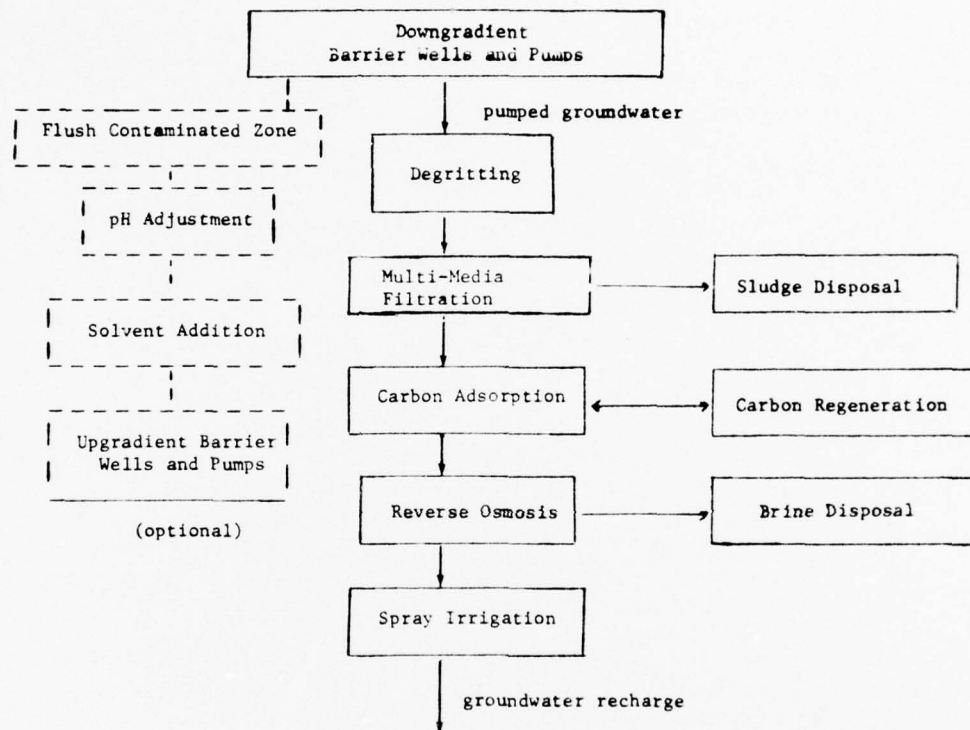 Downgradient
Barrier Wells and Pumps
pumped groundwater
Flush Contaminated Zone
Degritting
pH Adjustment
Multi-Media
Filtration
Sludge Disposal
Solvent Addition
Carbon Adsorption
Carbon Regeneration
Upgradient Barrier
Wells and Pumps
(optional)
Reverse Osmosis
Brine Disposal
Spray Irrigation
groundwater recharge